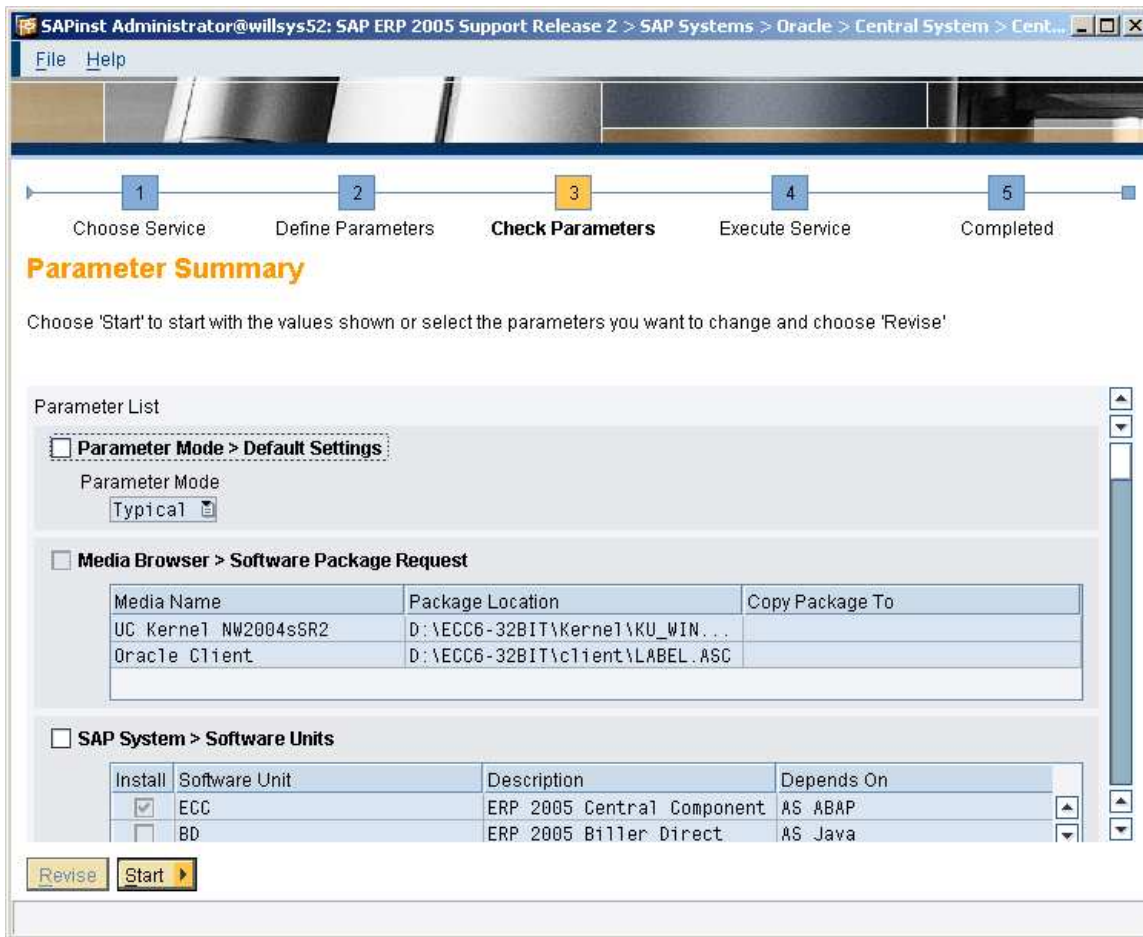 SAPinst Administrator@willsys52: SAP ERP 2005 Support Release 2 > SAP Systems > Oracle > Central System > Cent...
File Help
1 2 3 4 5
Choose Service Define Parameters Check Parameters Execute Service Completed
Parameter Summary
Choose 'Start' to start with the values shown or select the parameters you want to change and choose 'Revise'
Parameter List
Parameter Mode > Default Settings
Parameter Mode
Typical
Media Browser > Software Package Request
Media Name Package Location Copy Package To
UC Kernel NW2004sSR2 D:\ECC6-32BIT\Kernel\KU_WIN...
Oracle Client D:\ECC6-32BIT\client\LABEL.ASC
SAP System > Software Units
Install Software Unit Description Depends On
ECC ERP 2005 Central Component AS ABAP
BD ERP 2005 Biller Direct AS Java
Revise Start